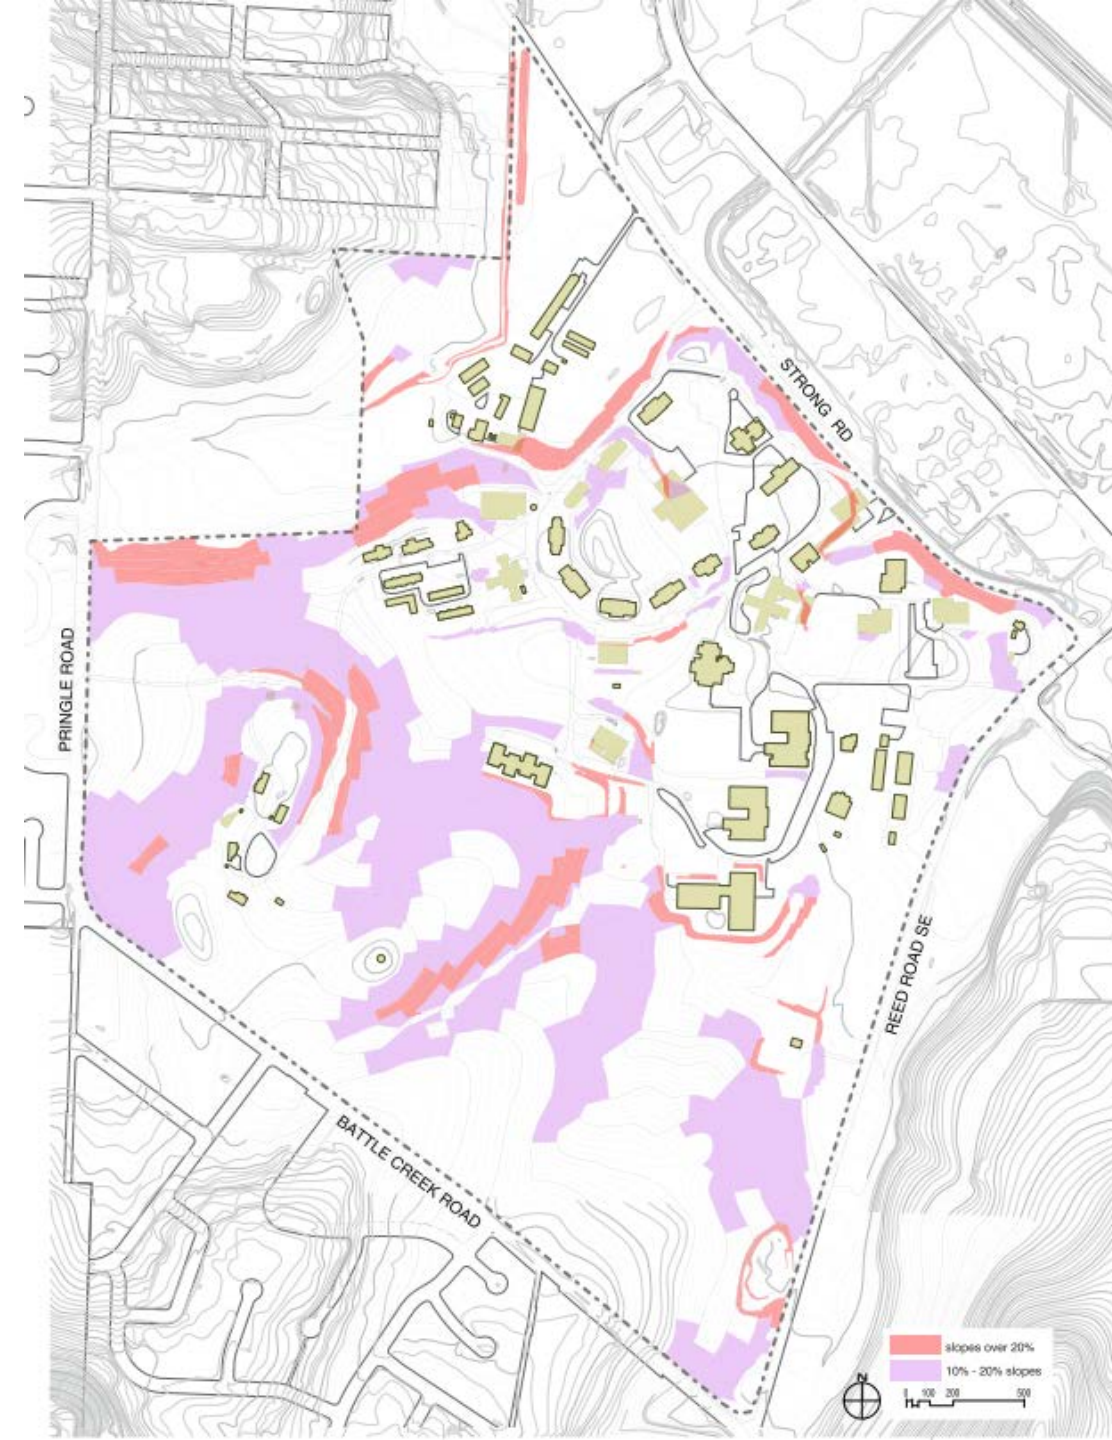 STRONG RD
PRINGLE ROAD
REED ROAD SE
BATTLE CREEK ROAD
slopes over 20%
10% - 20% slopes
N
0 100 200 500